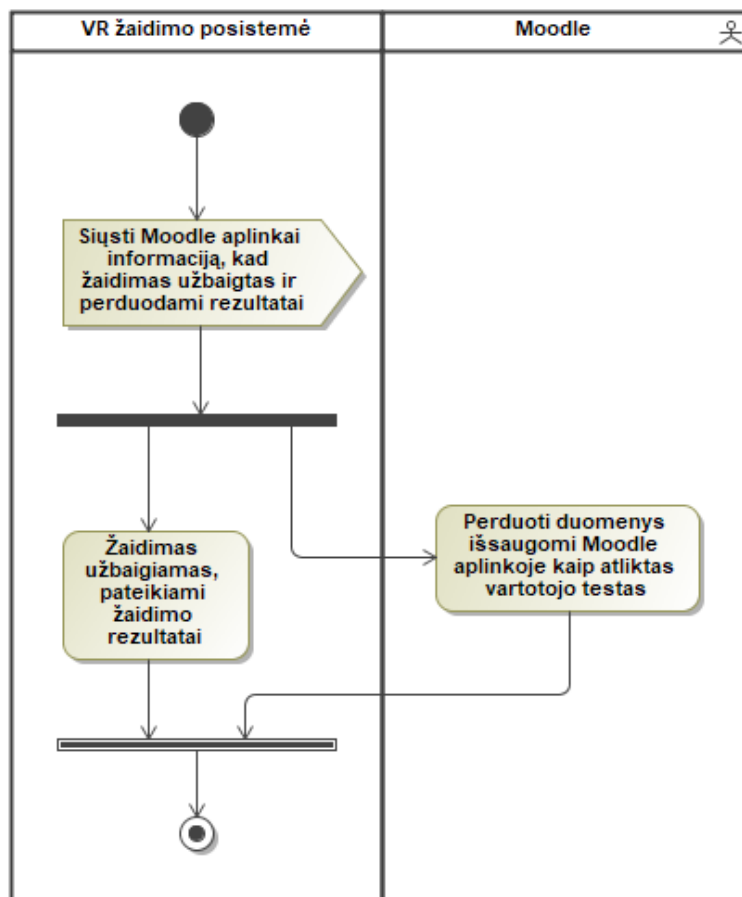 VR žaidimo posistemė
Moodle
Siųsti Moodle aplinkai
informaciją, kad
žaidimas užbaigtas ir
perduodami rezultatai
Žaidimas
užbaigiamas,
pateikiami
žaidimo
rezultatai
Perduoti duomenys
išsaugomi Moodle
aplinkoje kaip atliktas
vartotojo testas